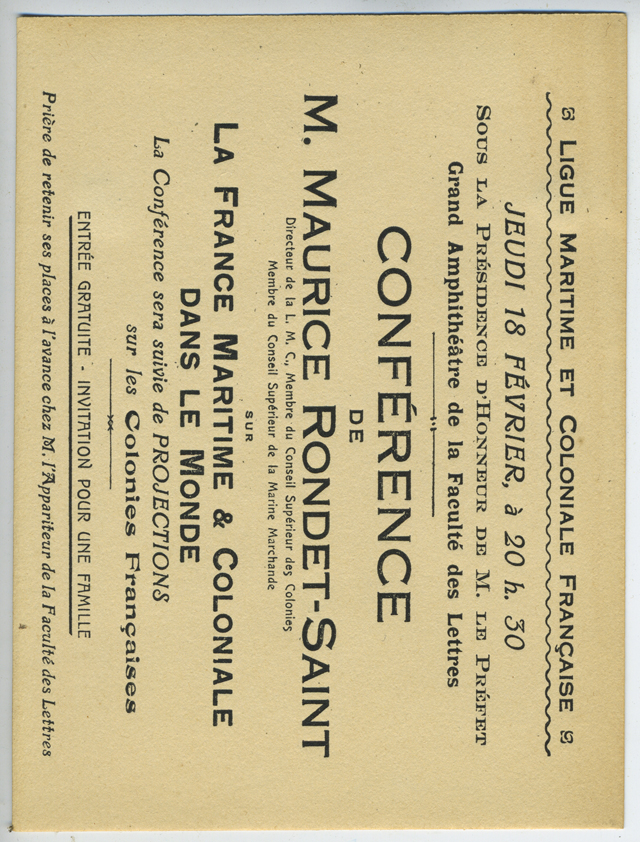 LIGUE MARITIME ET COLONIALE FRANÇAISE
JEUDI 18 FÉVRIER, à 20 h. 30
SOUS LA PRÉSIDENCE D'HONNEUR DE M. LE PRÉFET
Grand Amphithéâtre de la Faculté des Lettres
CONFÉRENCE
DE
M. MAURICE RONDET-SAINT
Directeur de la L. M. C., Membre du Conseil Supérieur des Colonies
Membre du Conseil Supérieur de la Marine Marchande
SUR
LA FRANCE MARITIME & COLONIALE
DANS LE MONDE
La Conférence sera suivie de PROJECTIONS
sur les Colonies Françaises
ENTRÉE GRATUITE - INVITATION POUR UNE FAMILLE
Prière de retenir ses places à l'avance chez M. l'Appariteur de la Faculté des Lettres